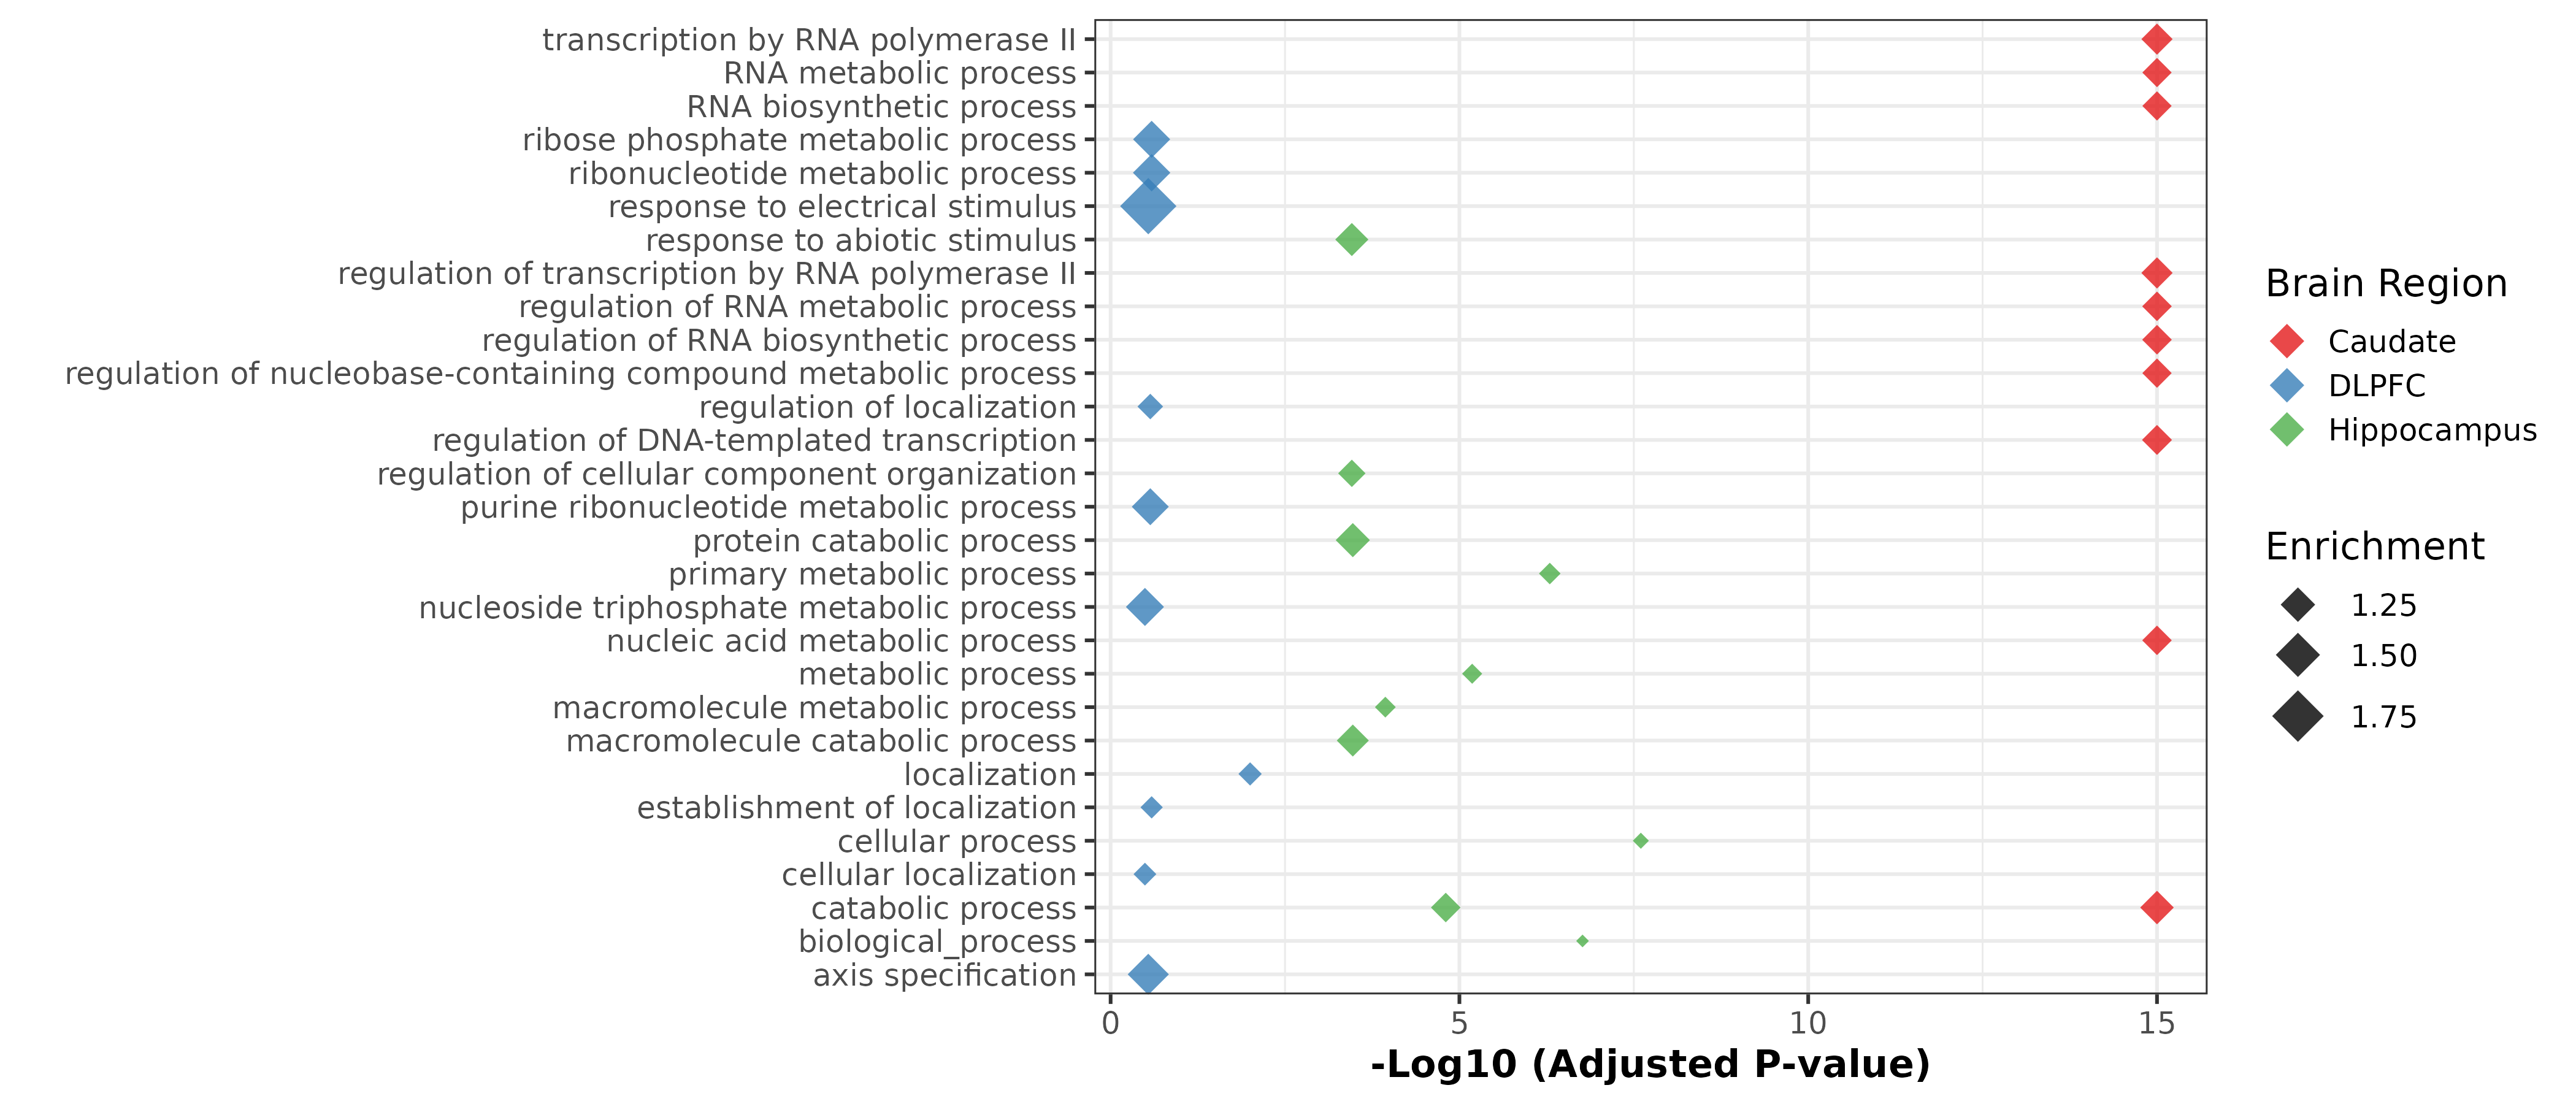 transcription by RNA polymerase II
RNA metabolic process
RNA biosynthetic process
ribose phosphate metabolic process
ribonucleotide metabolic process
response to electrical stimulus
response to abiotic stimulus
regulation of transcription by RNA polymerase II
regulation of RNA metabolic process
regulation of RNA biosynthetic process
regulation of nucleobase-containing compound metabolic process
regulation of localization
regulation of DNA-templated transcription
regulation of cellular component organization
purine ribonucleotide metabolic process
protein catabolic process
primary metabolic process
nucleoside triphosphate metabolic process
nucleic acid metabolic process
metabolic process
macromolecule metabolic process
macromolecule catabolic process
localization
establishment of localization
cellular process
cellular localization
catabolic process
biological_process
axis specification
0 5 10 15
-Log10 (Adjusted P-value)
Brain Region
Caudate
DLPFC
Hippocampus
Enrichment
1.25
1.50
1.75